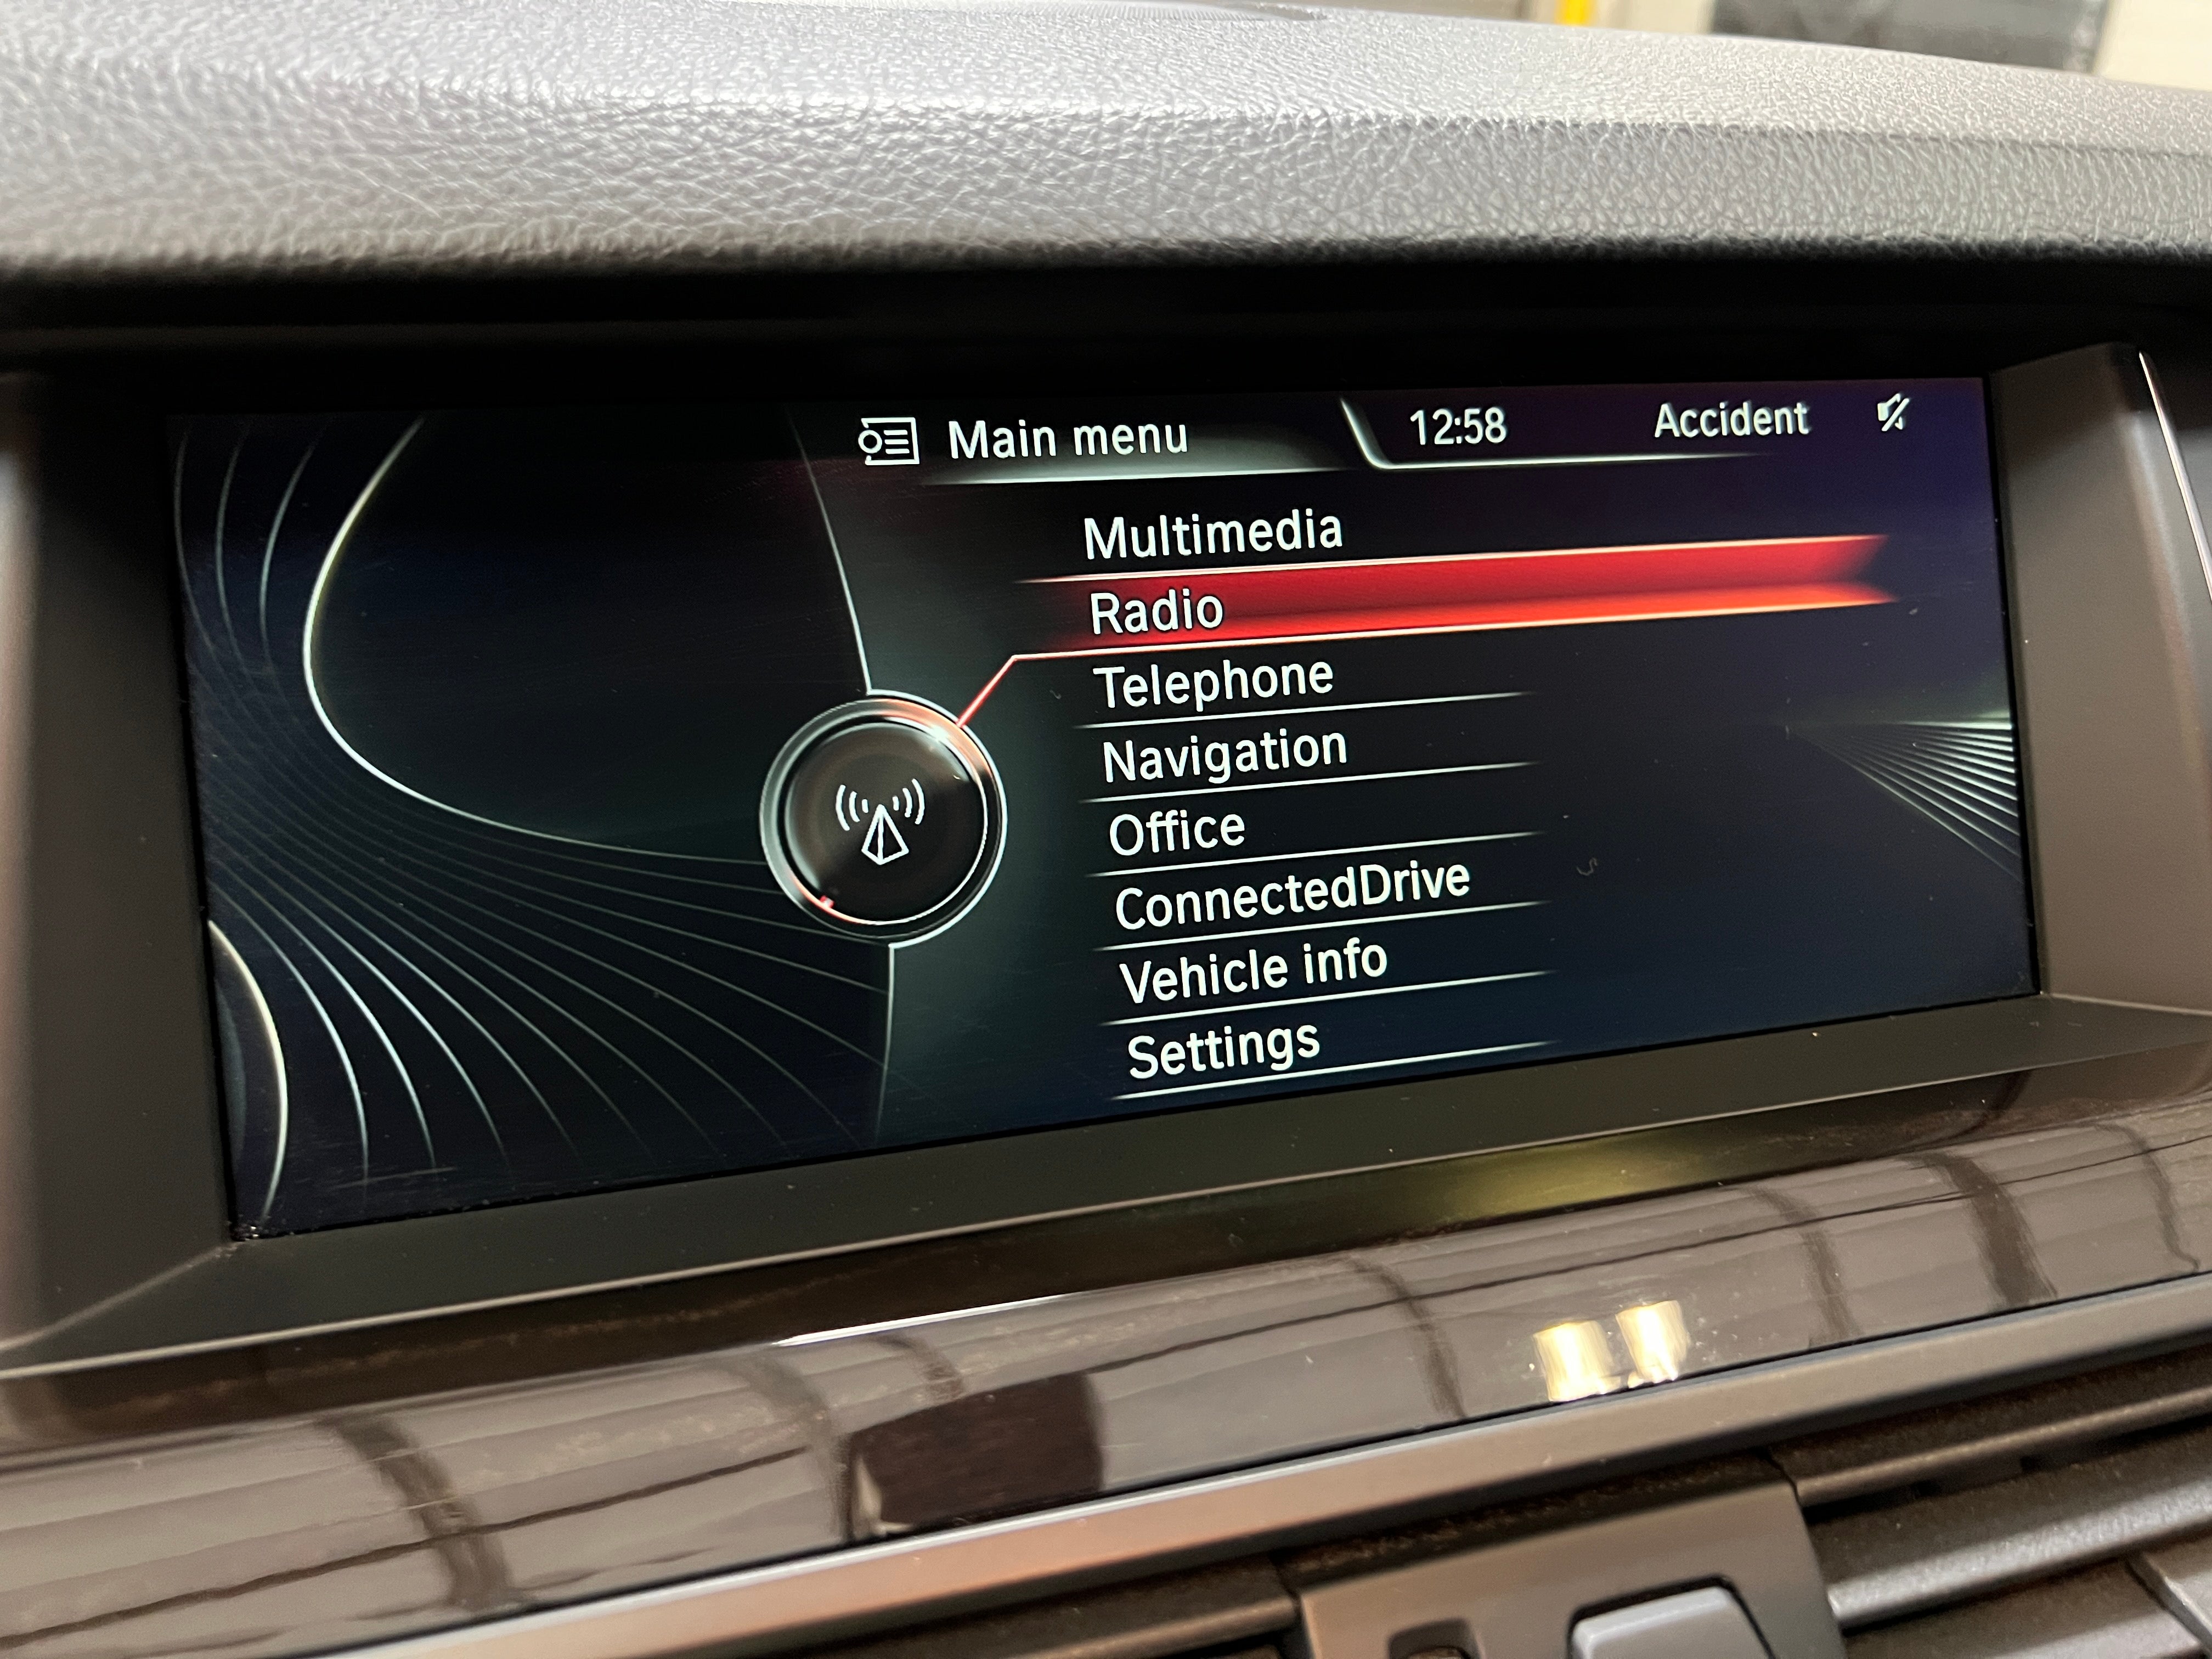 Main menu 12:58 Accident
Multimedia
Radio
Telephone
Navigation
Office
ConnectedDrive
Vehicle info
Settings